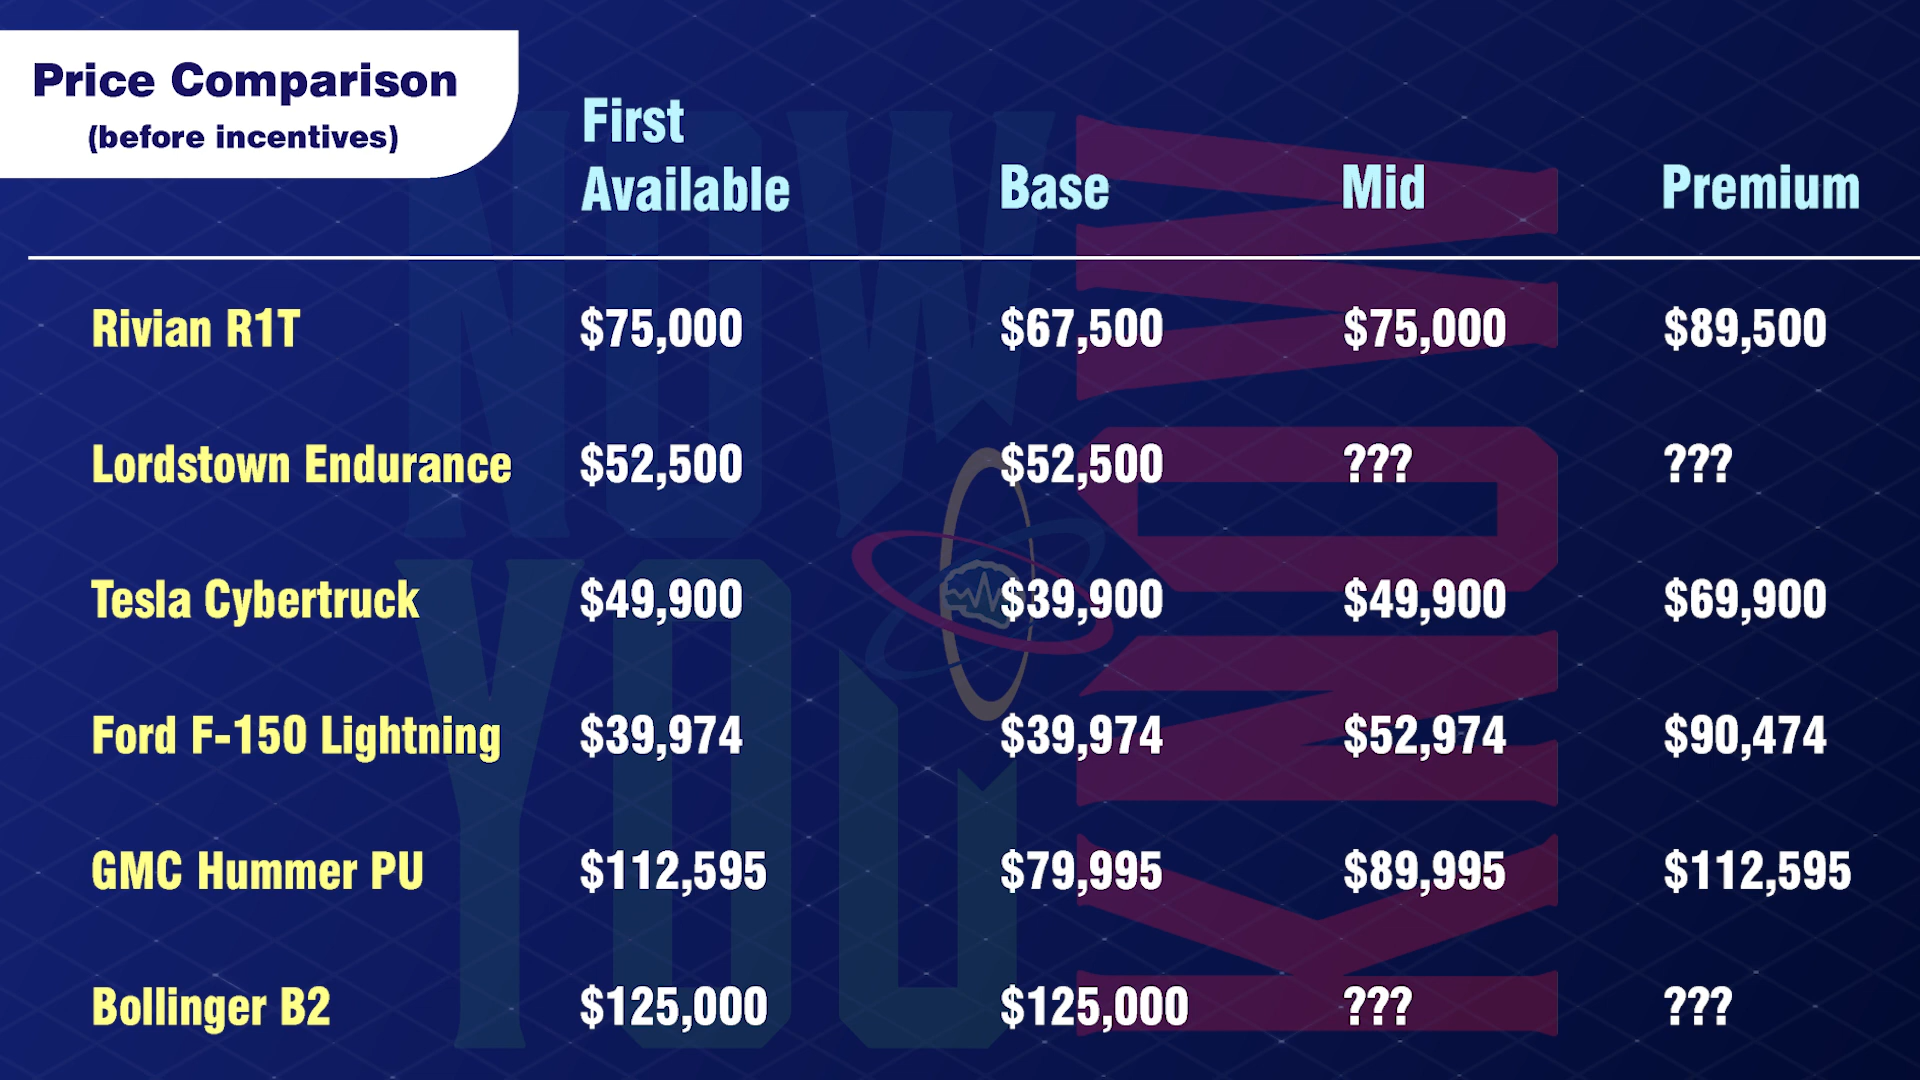 Price Comparison
(before incentives)
First
Available
Base
Mid
Premium
Rivian R1T $75,000 $67,500 $75,000 $89,500
Lordstown Endurance $52,500 $52,500 ??? ???
Tesla Cybertruck $49,900 $39,900 $49,900 $69,900
Ford F-150 Lightning $39,974 $39,974 $52,974 $90,474
GMC Hummer PU $112,595 $79,995 $89,995 $112,595
Bollinger B2 $125,000 $125,000 ??? ???
NOW
YOU
KNOW